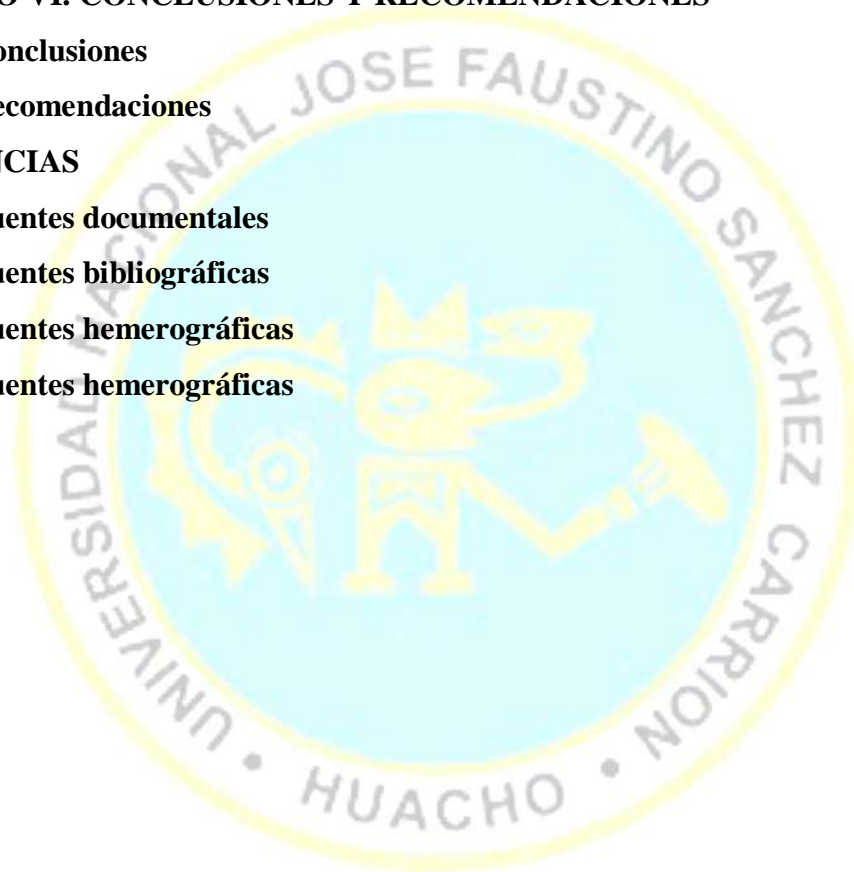 O VI: CONCLUSIONES Y RECOMENDACIONES
onclusiones
ecomendaciones
NCIAS
uentes documentales
uentes bibliográficas
uentes hemerográficas
uentes hemerográficas
UNIVERSIDAD NACIONAL JOSE FAUSTINO SANCHEZ CARRION • HUACHO •